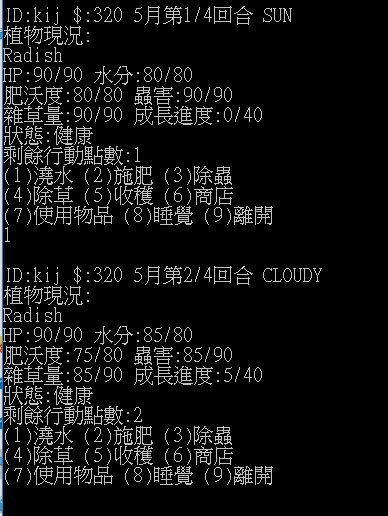 ID:kij $:320 5月第1/4回合 SUN
植物現況:
Radish
HP:90/90 水分:80/80
肥沃度:80/80 蟲害:90/90
雜草量:90/90 成長進度:0/40
狀態:健康
剩餘行動點數:1
(1)澆水 (2)施肥 (3)除蟲
(4)除草 (5)收穫 (6)商店
(7)使用物品 (8)睡覺 (9)離開
1
ID:kij $:320 5月第2/4回合 CLOUDY
植物現況:
Radish
HP:90/90 水分:85/80
肥沃度:75/80 蟲害:85/90
雜草量:85/90 成長進度:5/40
狀態:健康
剩餘行動點數:2
(1)澆水 (2)施肥 (3)除蟲
(4)除草 (5)收穫 (6)商店
(7)使用物品 (8)睡覺 (9)離開